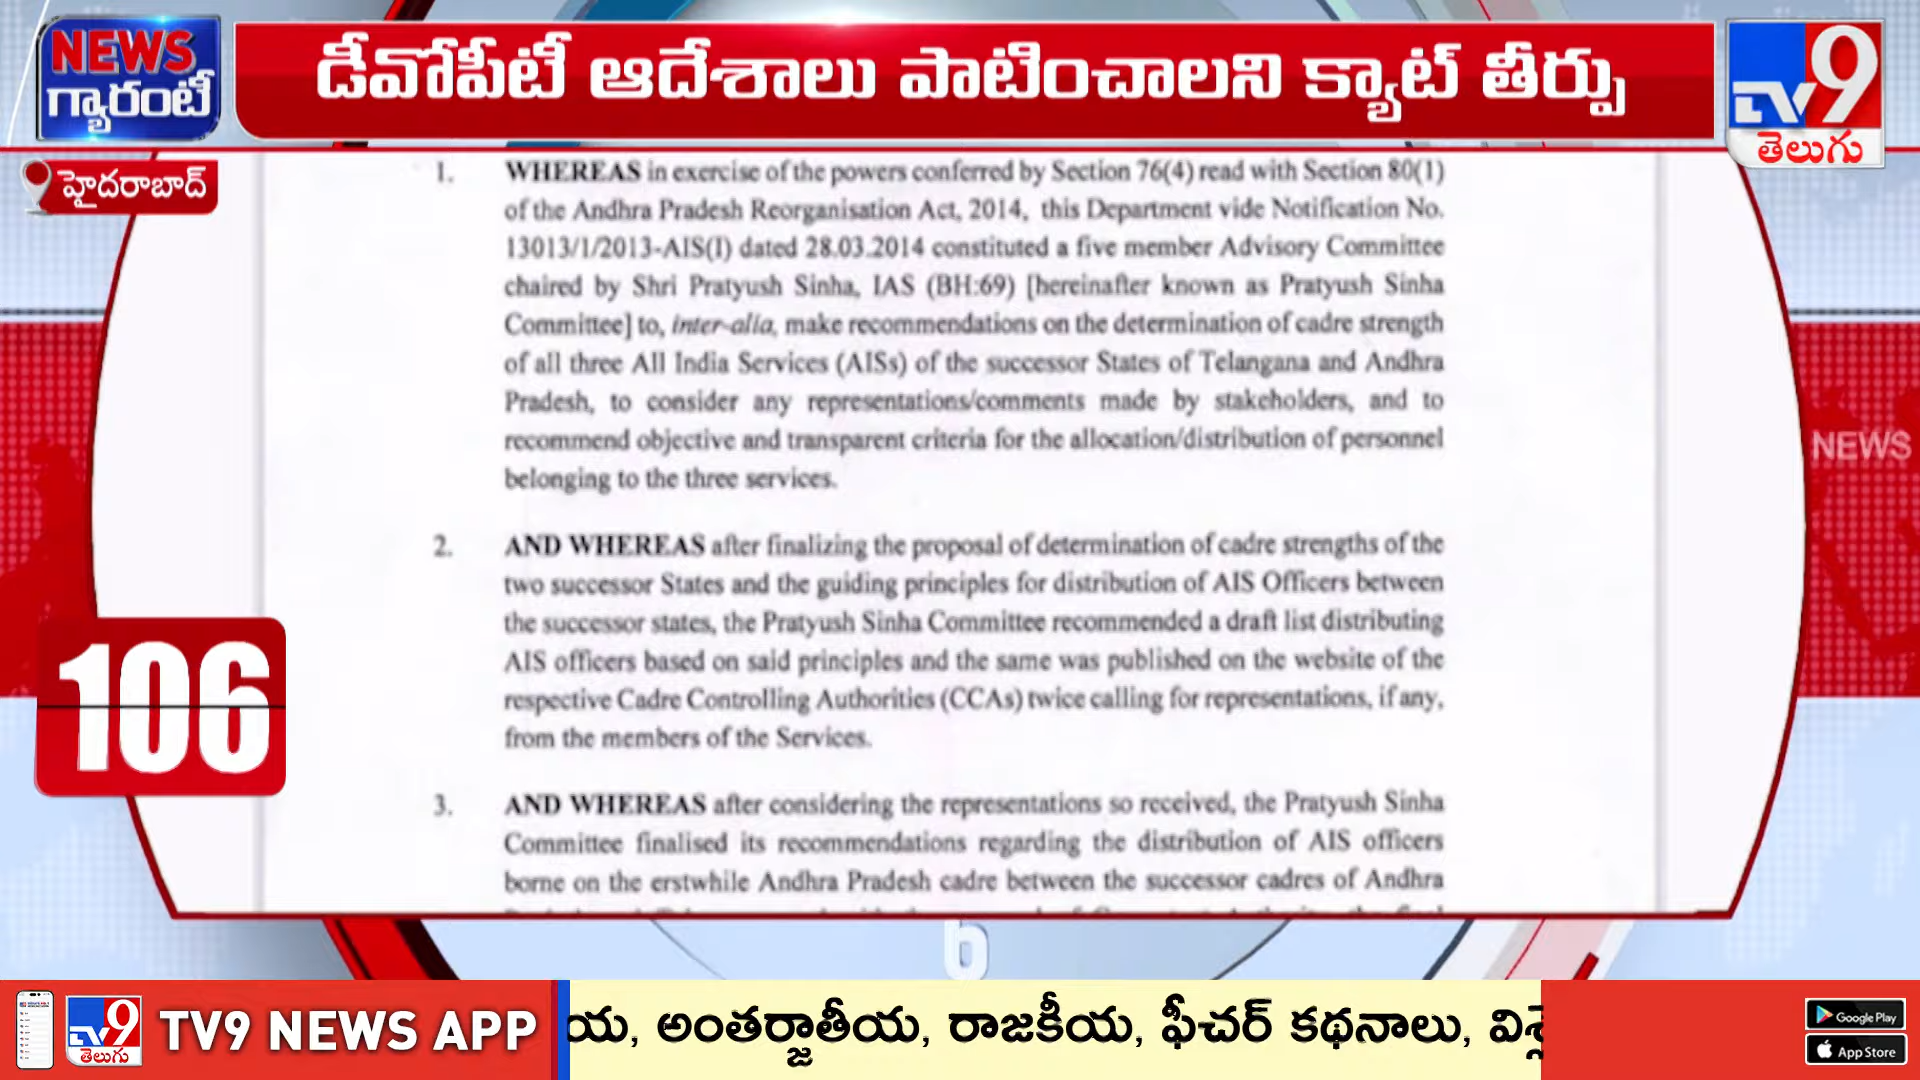 NEWS
గ్యారంటీ
డీవోపీటీ ఆదేశాలు పాటించాలని క్యాట్ తీర్పు
TV9
తెలుగు
హైదరాబాద్
1. WHEREAS in exercise of the powers conferred by Section 76(4) read with Section 80(1)
of the Andhra Pradesh Reorganisation Act, 2014, this Department vide Notification No.
13013/1/2013-AIS(I) dated 28.03.2014 constituted a five member Advisory Committee
chaired by Shri Pratyush Sinha, IAS (BH:69) [hereinafter known as Pratyush Sinha
Committee] to, inter-alia, make recommendations on the determination of cadre strength
of all three All India Services (AISs) of the successor States of Telangana and Andhra
Pradesh, to consider any representations/comments made by stakeholders, and to
recommend objective and transparent criteria for the allocation/distribution of personnel
belonging to the three services.
2. AND WHEREAS after finalizing the proposal of determination of cadre strengths of the
two successor States and the guiding principles for distribution of AIS Officers between
the successor states, the Pratyush Sinha Committee recommended a draft list distributing
AIS officers based on said principles and the same was published on the website of the
respective Cadre Controlling Authorities (CCAs) twice calling for representations, if any,
from the members of the Services.
3. AND WHEREAS after considering the representations so received, the Pratyush Sinha
Committee finalised its recommendations regarding the distribution of AIS officers
borne on the erstwhile Andhra Pradesh cadre between the successor cadres of Andhra
NEWS
106
6
TV9
తెలుగు
TV9 NEWS APP
య, అంతర్జాతీయ, రాజకీయ, ఫీచర్ కథనాలు,
Google Play
App Store